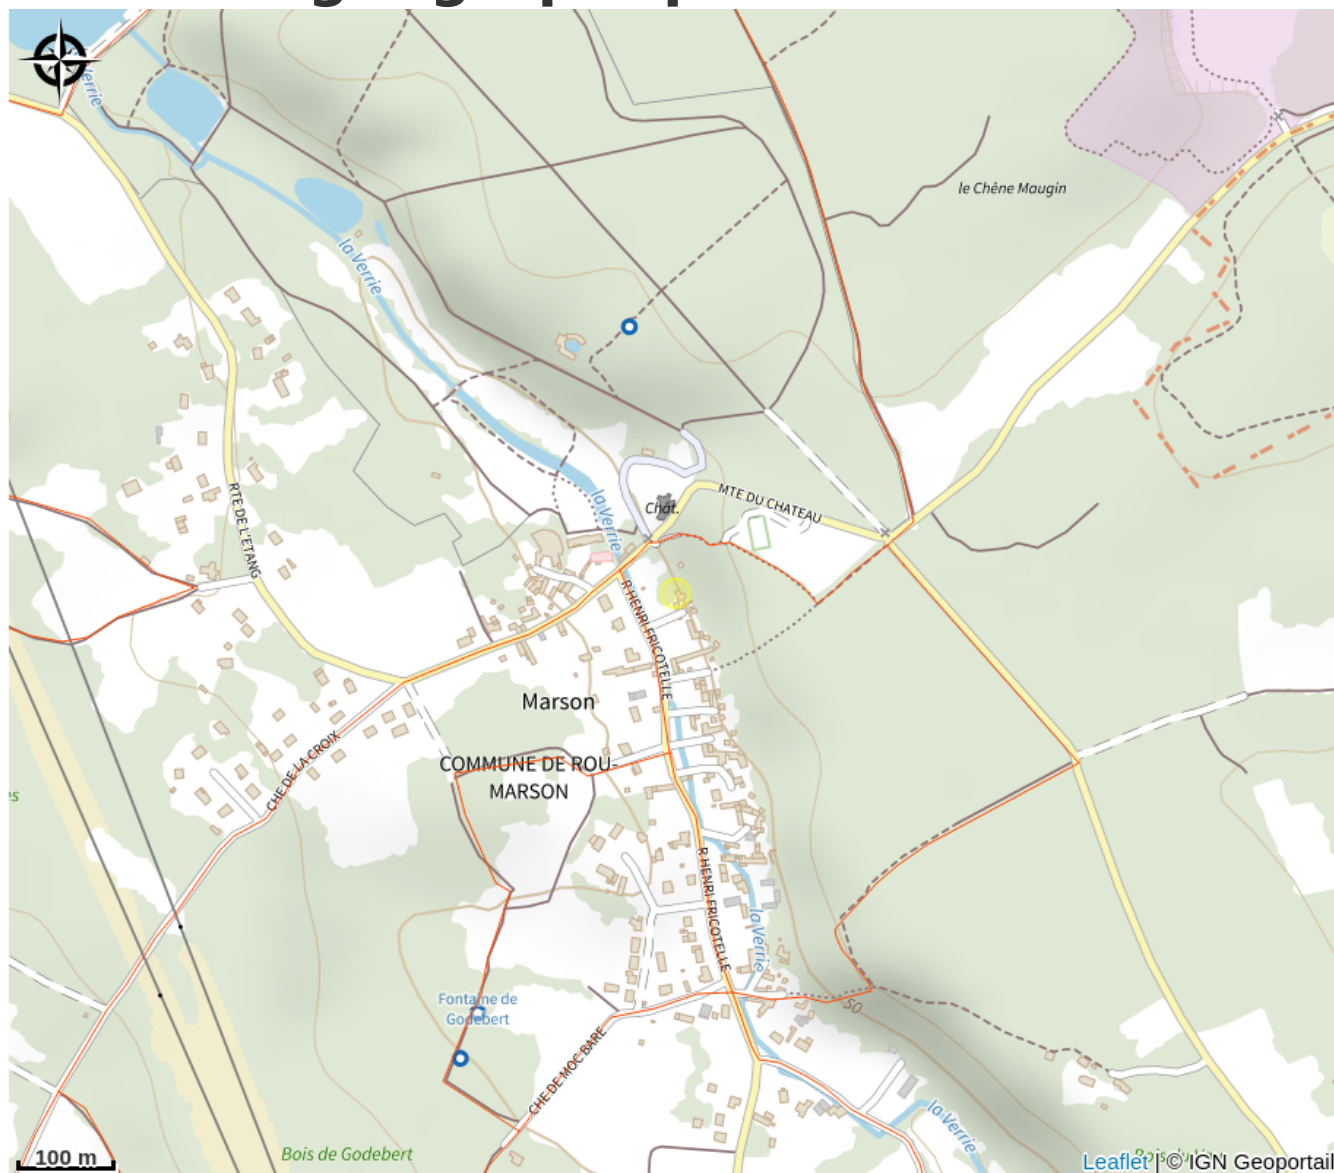 la Verrie
le Chêne Maugin
la Verrie
RTE DE L'ETANG
Chât.
MTE DU CHATEAU
la Verrie
R HENRI FRICOTELLE
Marson
COMMUNE DE ROU-
MARSON
CHE DE LA CROIX
R HENRI FRICOTELLE
la Verrie
Fontaine de
Godebert
50
CHE DE MOC BARE
la Verrie
Bois de Godebert
100 m
Leaflet | © IGN Geoportail